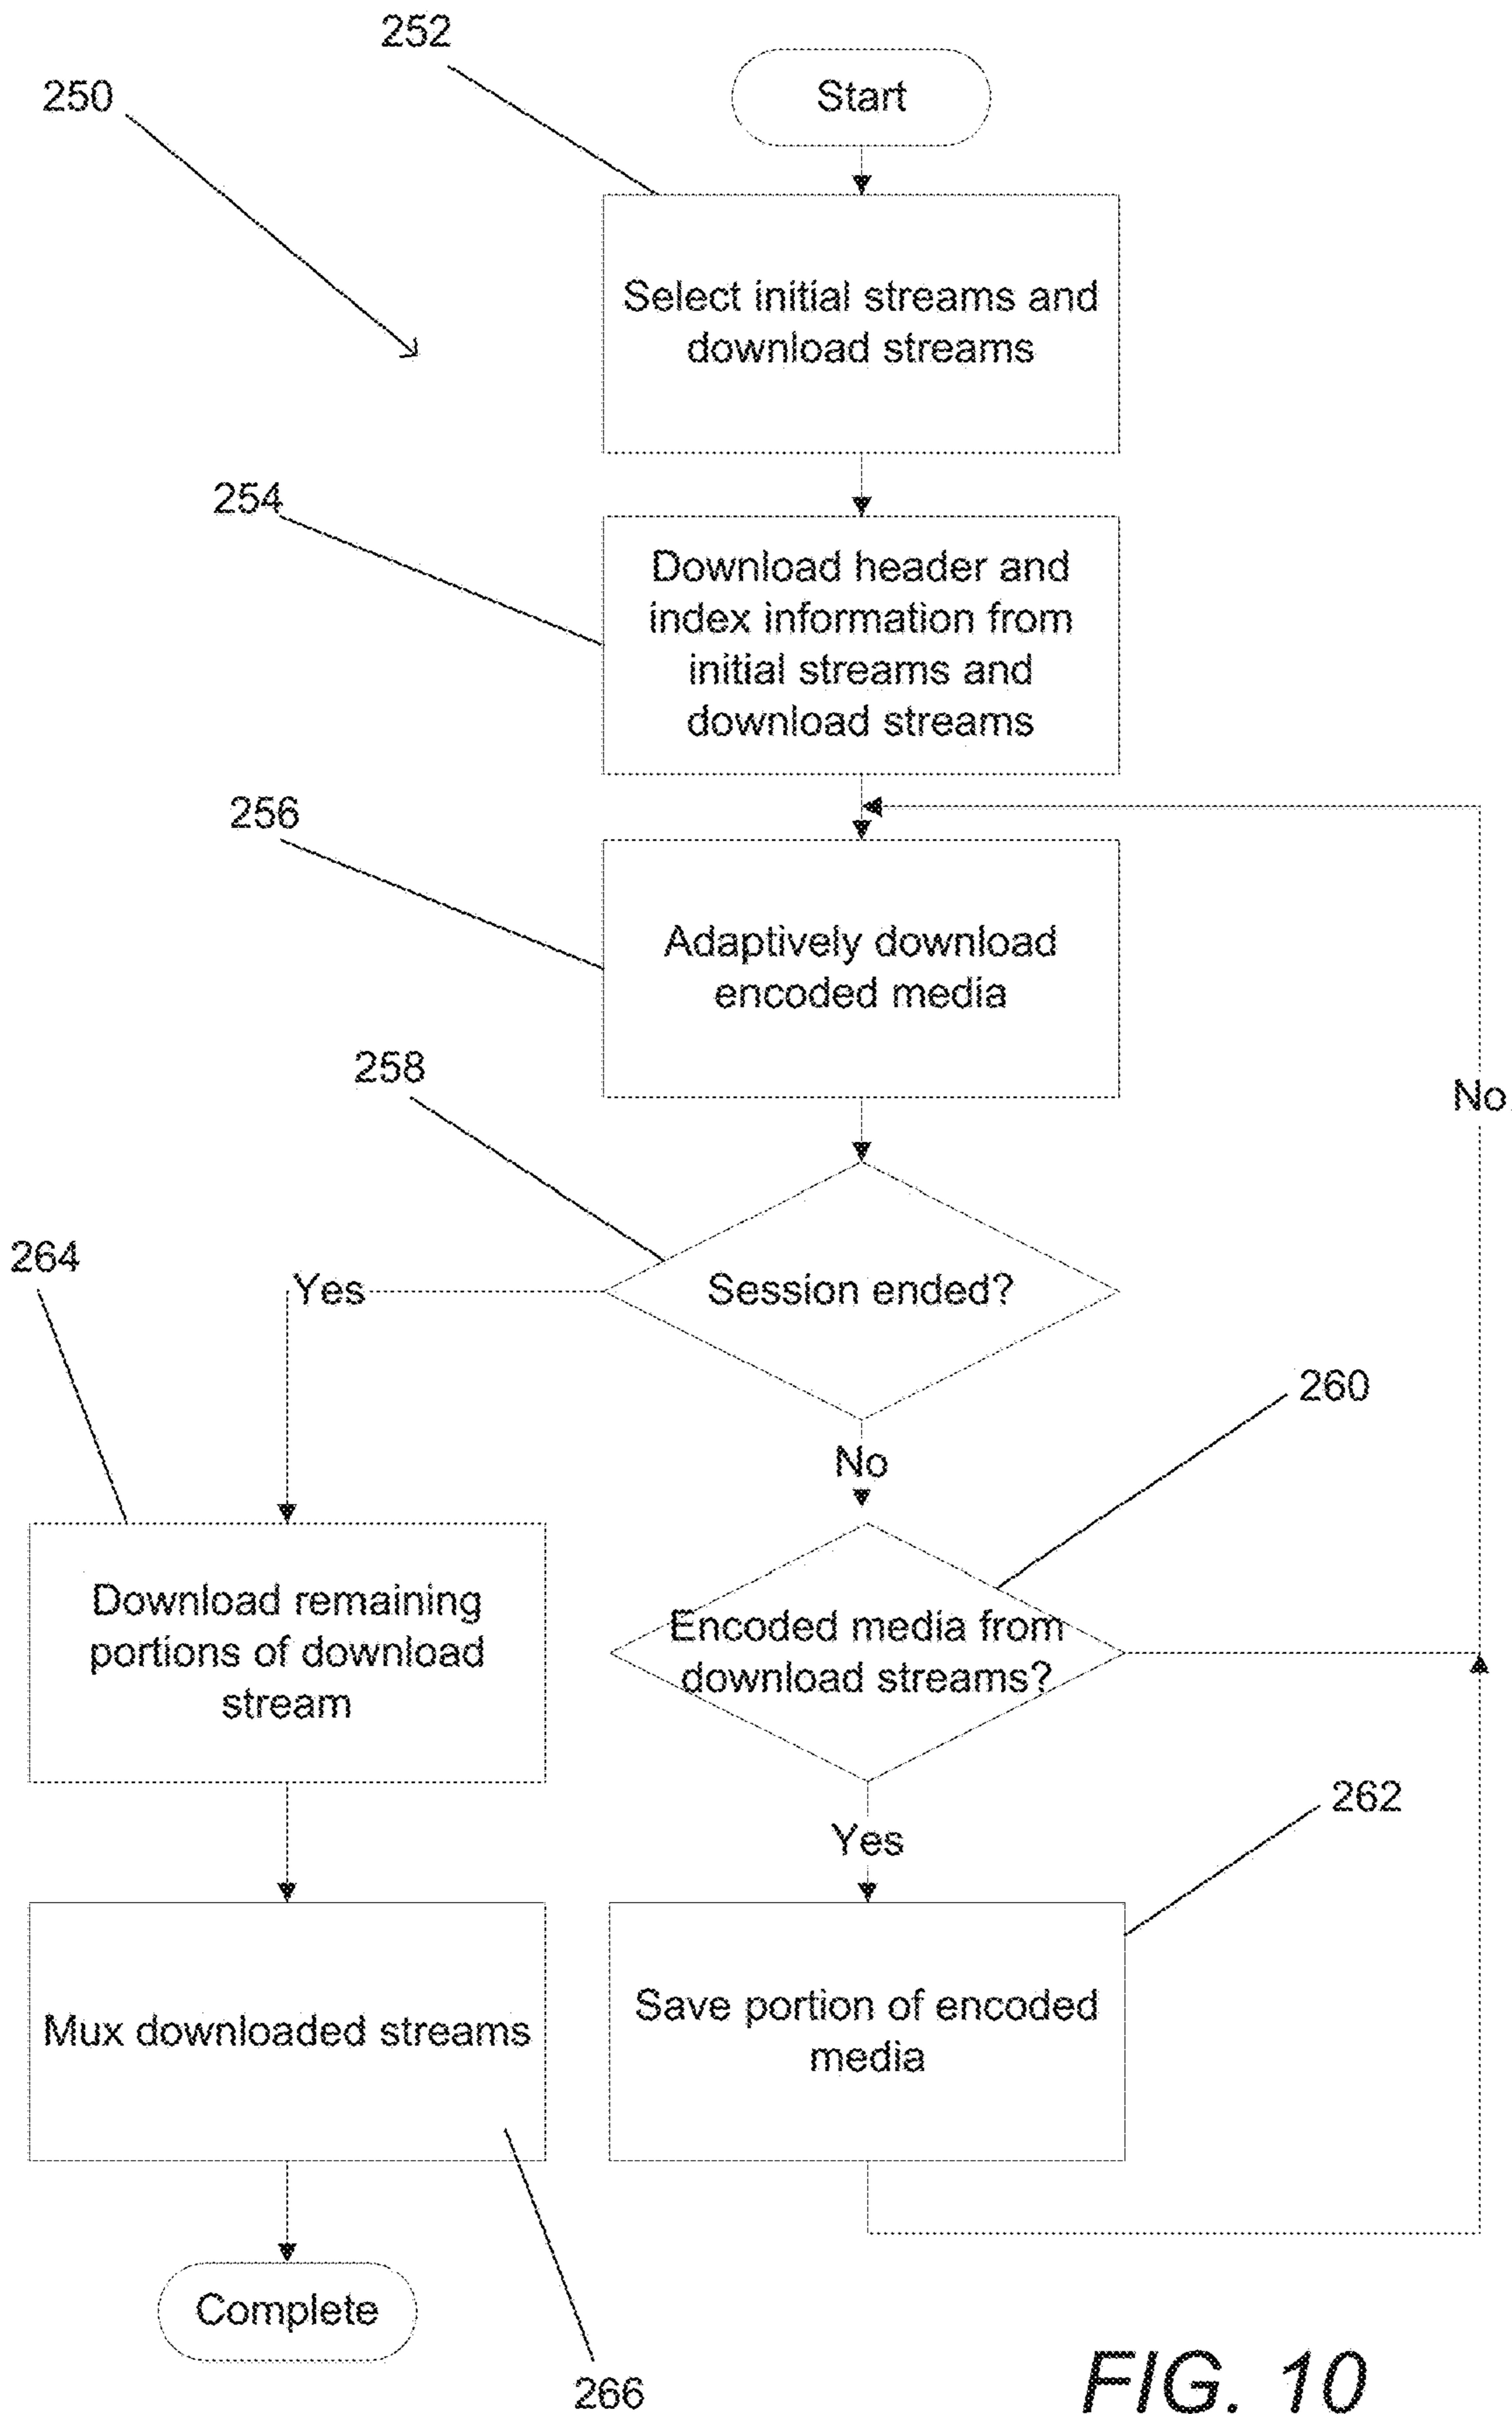 252
250
Start
Select initial streams and
download streams
254
Download header and
index information from
initial streams and
download streams
256
Adaptively download
encoded media
No
258
264
Yes
Session ended?
260
No
Download remaining
portions of download
stream
Encoded media from
download streams?
262
Yes
Mux downloaded streams
Save portion of encoded
media
Complete
266
FIG. 10